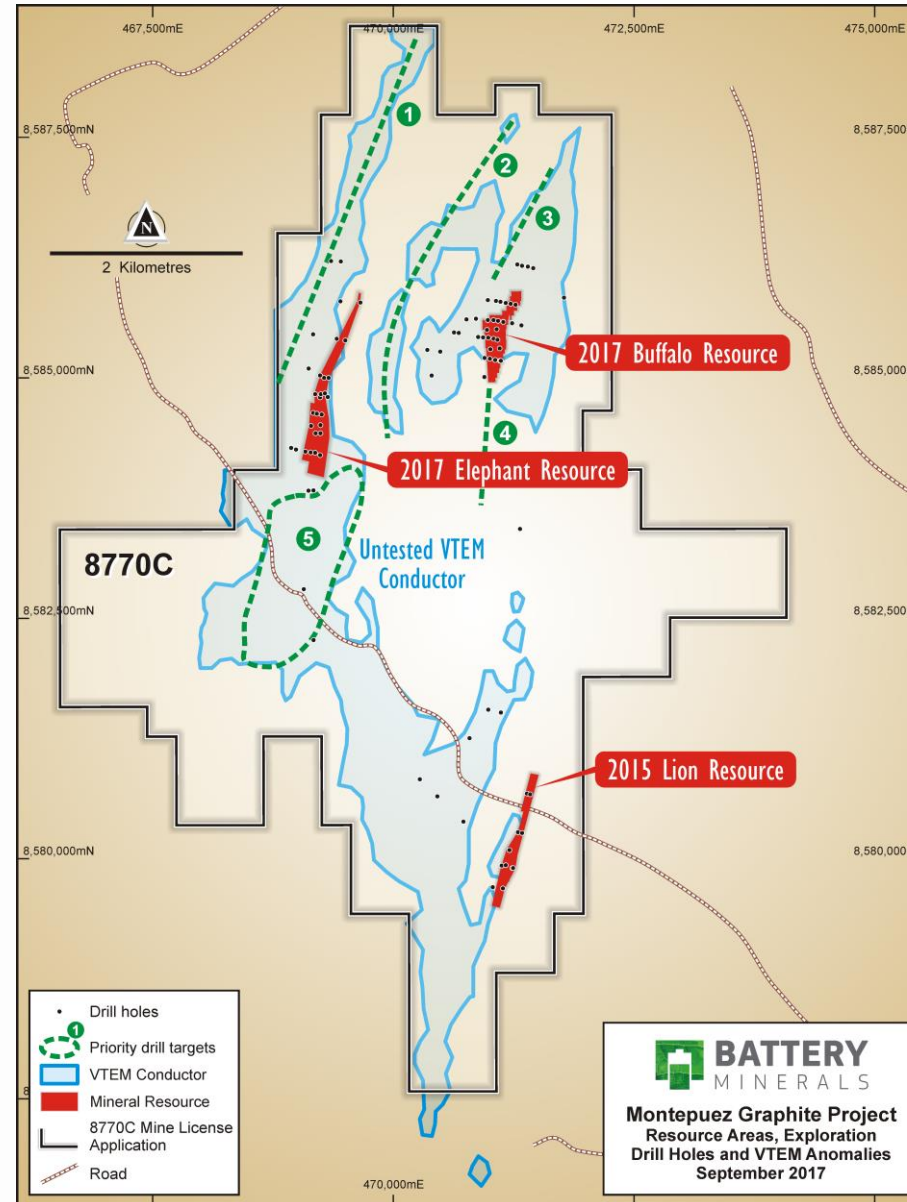 467,500mE
470,000mE
472,500mE
475,000mE
1
8,587,500mN
8,587,500mN
2
3
N
2 Kilometres
2017 Buffalo Resource
8,585,000mN
8,585,000mN
4
2017 Elephant Resource
5
Untested VTEM
Conductor
8770C
8,582,500mN
8,582,500mN
2015 Lion Resource
8,580,000mN
8,580,000mN
Drill holes
1
Priority drill targets
VTEM Conductor
Mineral Resource
8770C Mine License
Application
Road
470,000mE
BATTERY
MINERALS
Montepuez Graphite Project
Resource Areas, Exploration
Drill Holes and VTEM Anomalies
September 2017